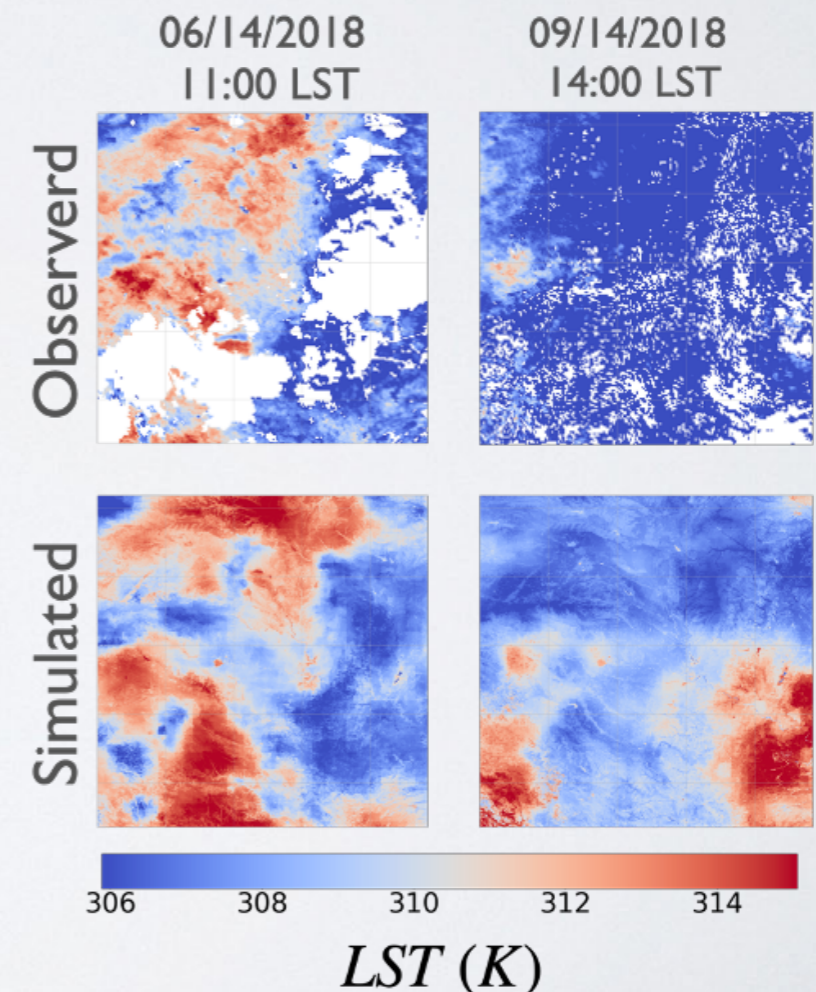 06/14/2018 09/14/2018
11:00 LST 14:00 LST
Observerd
Simulated
306 308 310 312 314
LST (K)